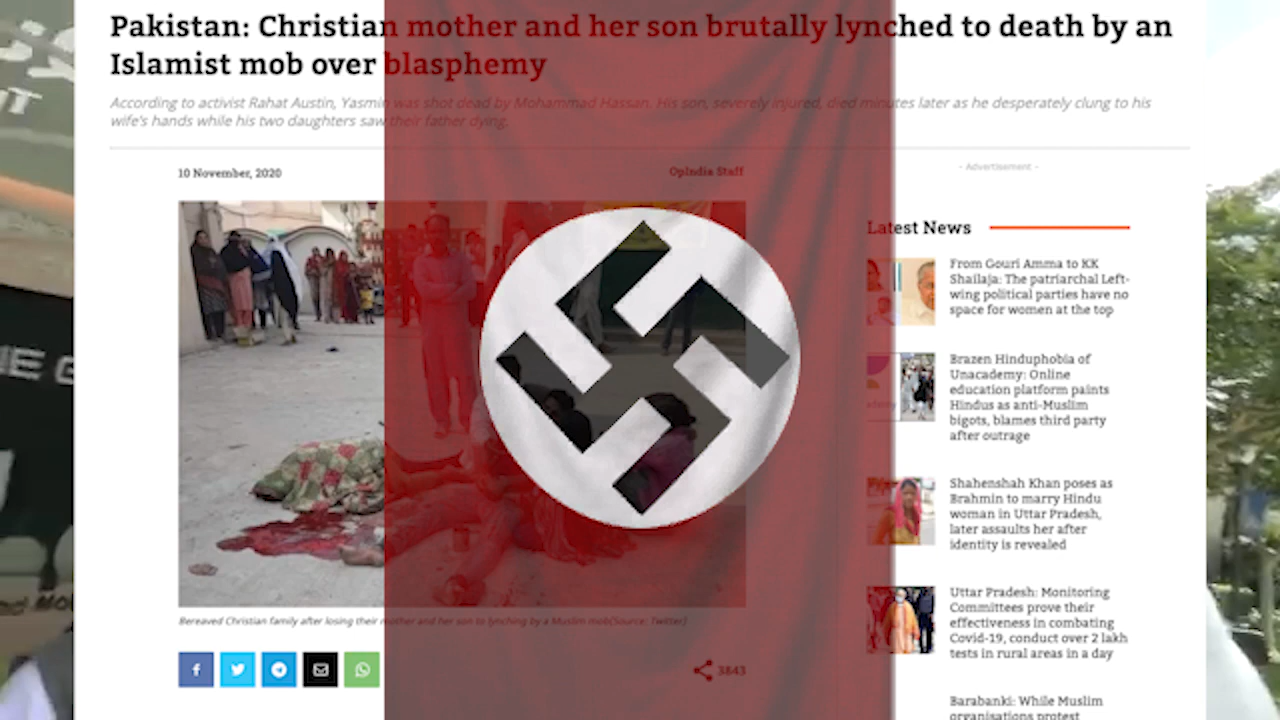 Pakistan: Christian mother and her son brutally lynched to death by an
Islamist mob over blasphemy
According to activist Rahat Austin, Yasmin was shot dead by Mohammad Hassan. His son, severely injured, died minutes later as he desperately clung to his
wife's hands while his two daughters saw their father dying.
10 November, 2020
OpIndia Staff
- Advertisement -
Latest News
From Gouri Amma to KK
Shailaja: The patriarchal Left-
wing political parties have no
space for women at the top
Brazen Hinduphobia of
Unacademy: Online
education platform paints
Hindus as anti-Muslim
bigots, blames third party
after outrage
Shahenshah Khan poses as
Brahmin to marry Hindu
woman in Uttar Pradesh,
later assaults her after
identity is revealed
Uttar Pradesh: Monitoring
Committees prove their
effectiveness in combating
Covid-19, conduct over 2 lakh
tests in rural areas in a day
Barabanki: While Muslim
organisations protest
Bereaved Christian family after losing their mother and her son to lynching by a Muslim mob(Source: Twitter)
3843